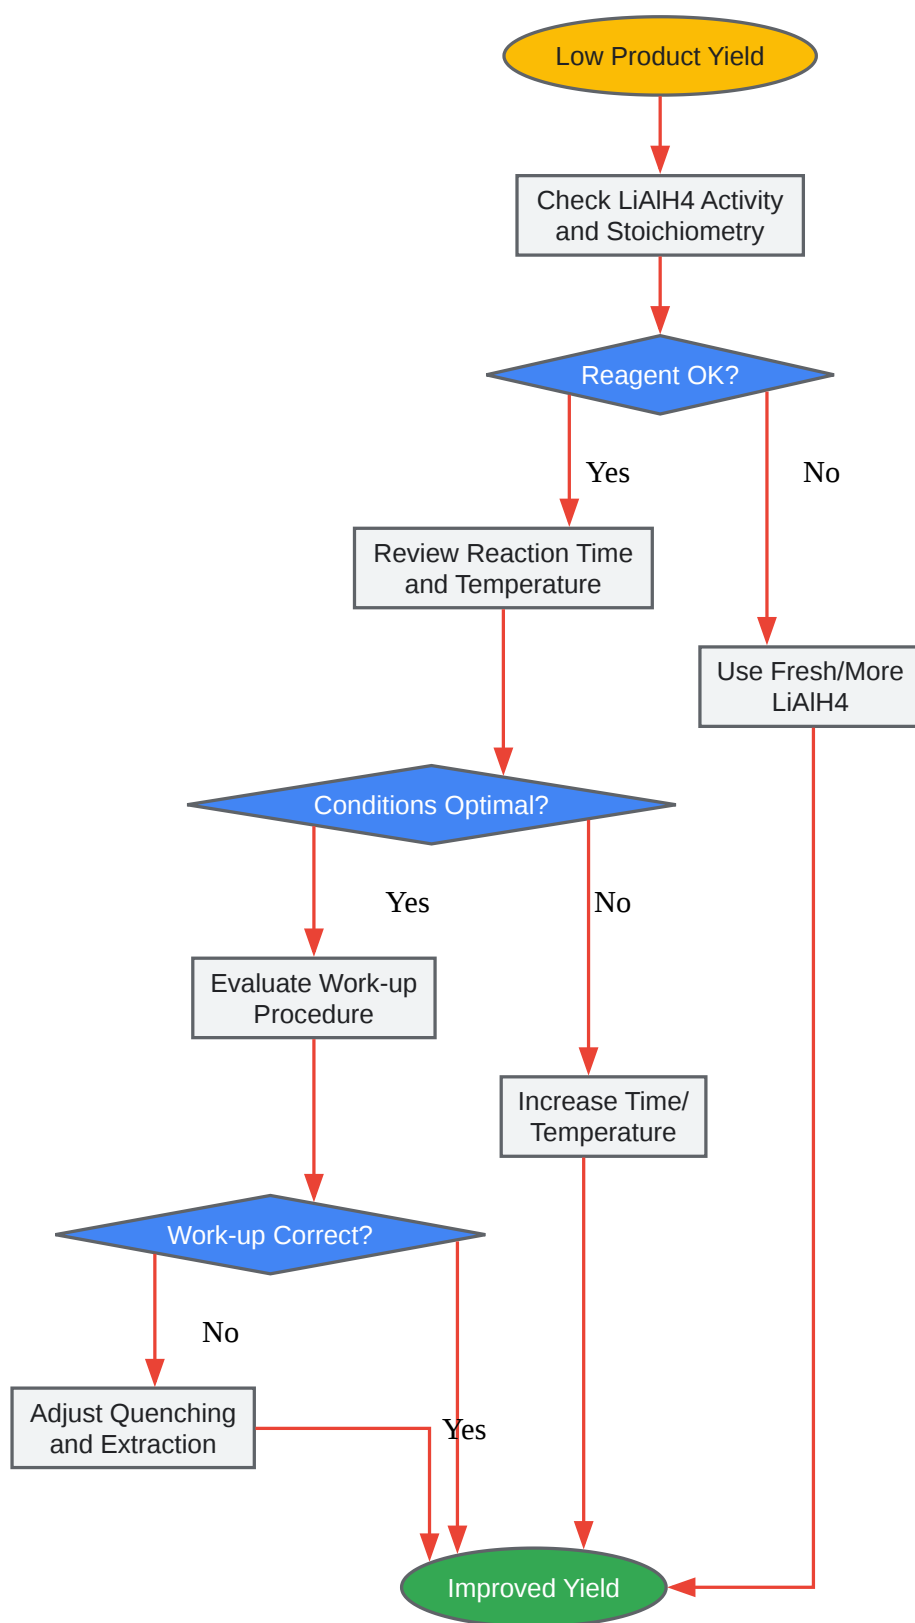 Low Product Yield
Check LiAlH4 Activity
and Stoichiometry
Reagent OK?
Yes
No
Review Reaction Time
and Temperature
Use Fresh/More
LiAlH4
Conditions Optimal?
Yes
No
Evaluate Work-up
Procedure
Increase Time/
Temperature
Work-up Correct?
No
Adjust Quenching
and Extraction
Yes
Improved Yield